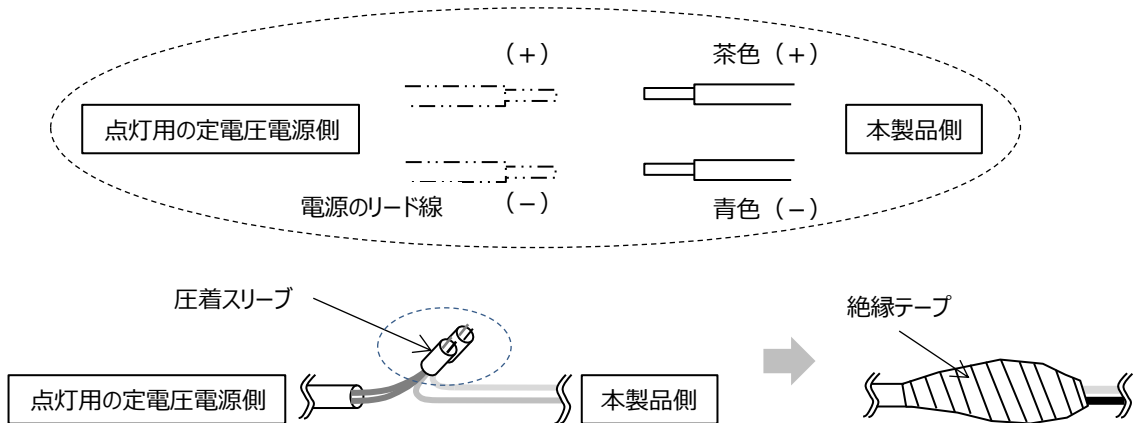 (+)
茶色 (+)
点灯用の定電圧電源側
本製品側
電源のリード線
(−)
青色 (−)
圧着スリーブ
絶縁テープ
点灯用の定電圧電源側
本製品側